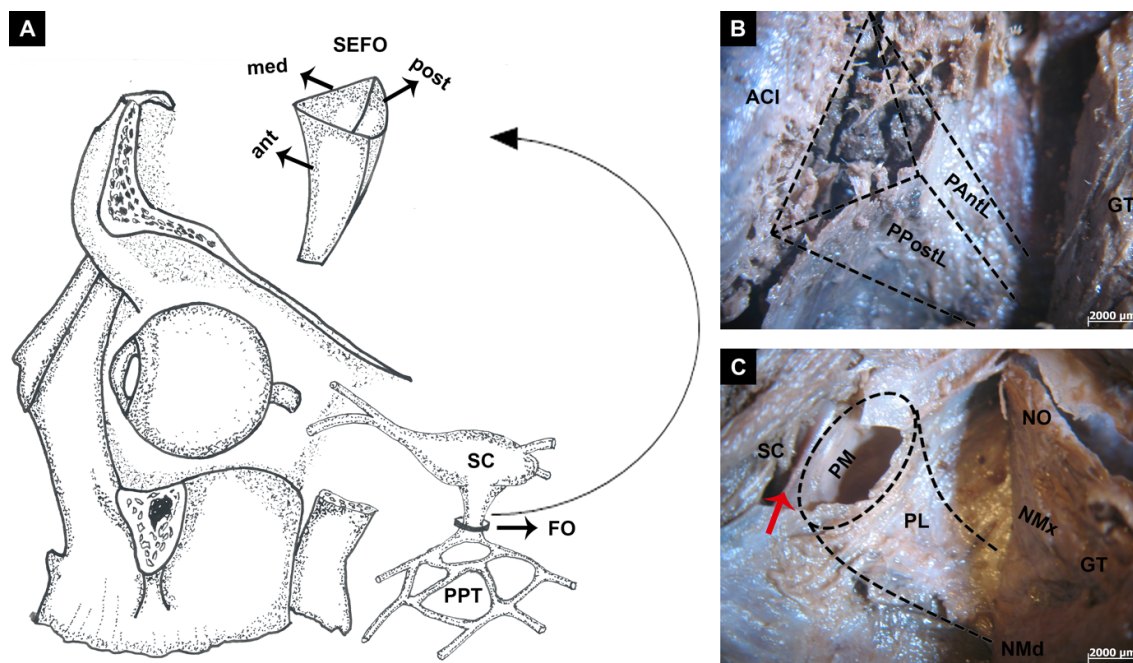 A
SEFO
med
post
ant
SC
FO
PPT
B
ACI
PAntL
PPostL
GT
2000 µm
C
SC
PM
NO
PL
NMx
GT
NMd
2000 µm